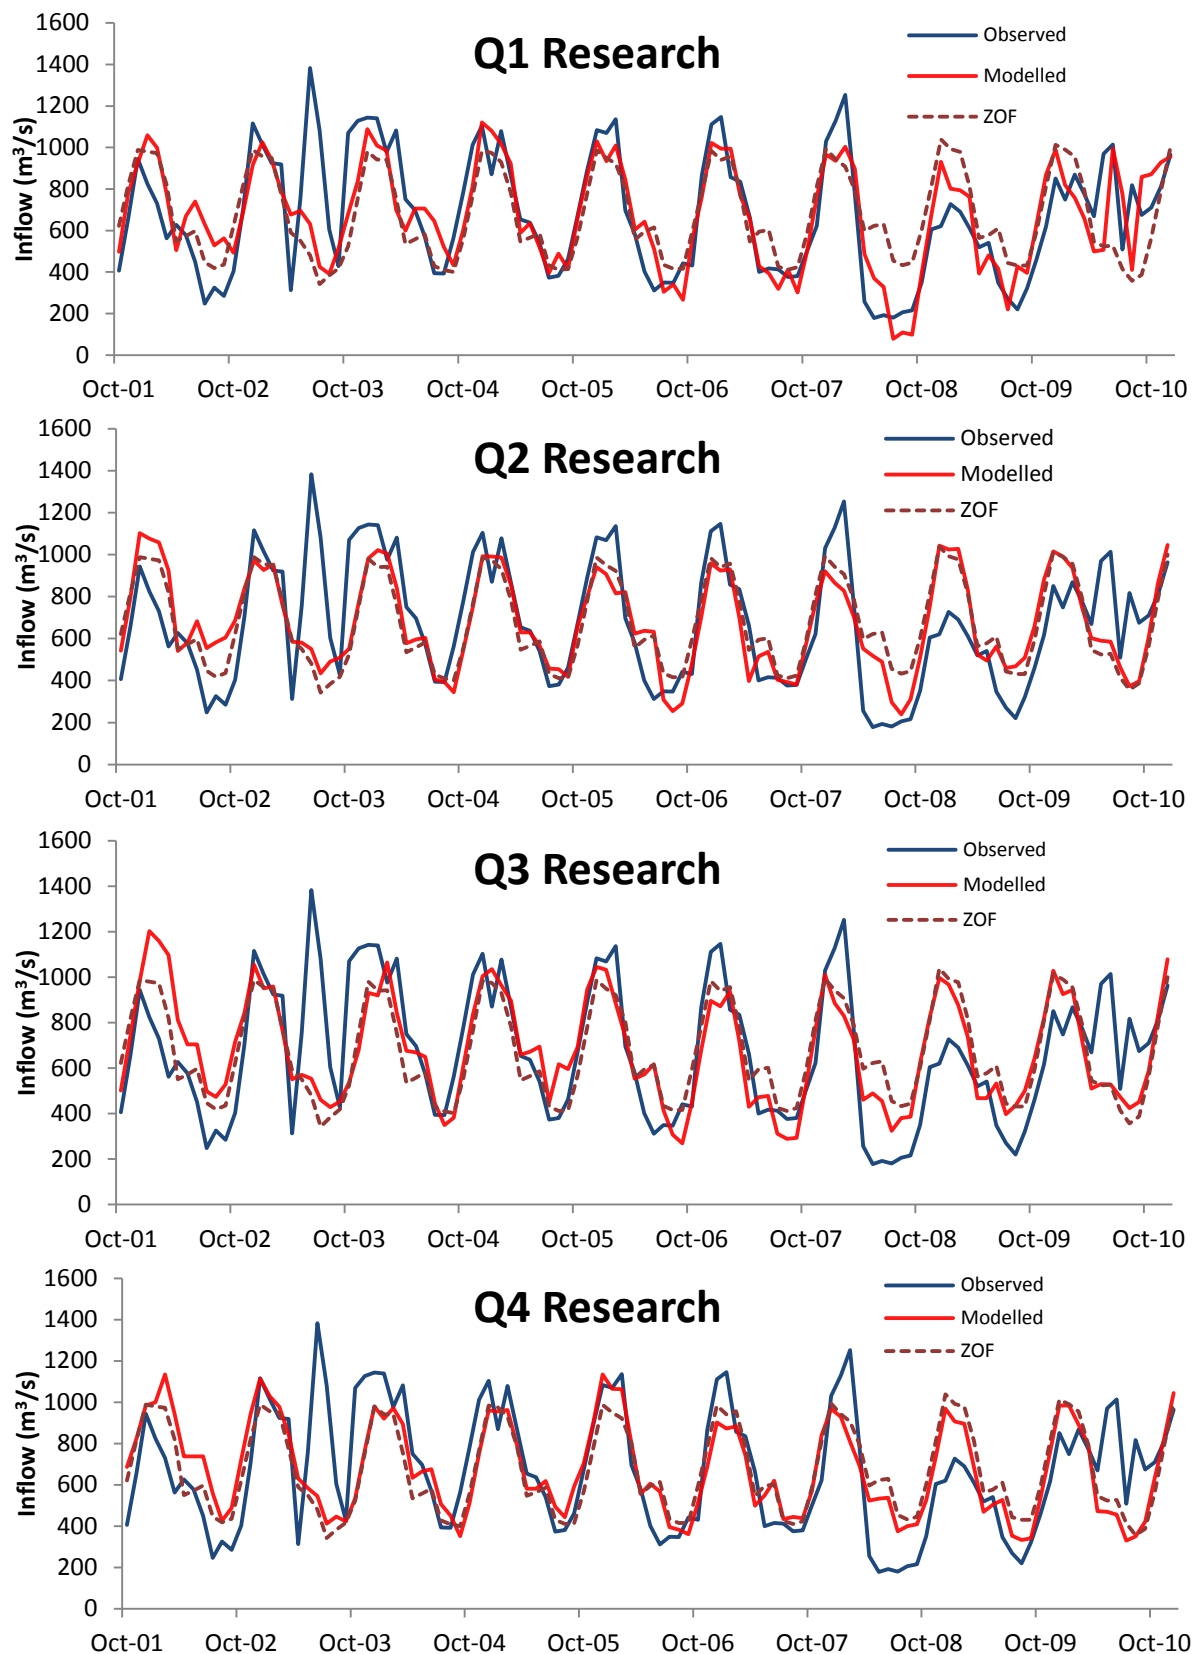 Q1 Research
Observed
Modelled
ZOF
Inflow (m³/s)
1600
1400
1200
1000
800
600
400
200
0
Oct-01 Oct-02 Oct-03 Oct-04 Oct-05 Oct-06 Oct-07 Oct-08 Oct-09 Oct-10
Q2 Research
Observed
Modelled
ZOF
Inflow (m³/s)
1600
1400
1200
1000
800
600
400
200
0
Oct-01 Oct-02 Oct-03 Oct-04 Oct-05 Oct-06 Oct-07 Oct-08 Oct-09 Oct-10
Q3 Research
Observed
Modelled
ZOF
Inflow (m³/s)
1600
1400
1200
1000
800
600
400
200
0
Oct-01 Oct-02 Oct-03 Oct-04 Oct-05 Oct-06 Oct-07 Oct-08 Oct-09 Oct-10
Q4 Research
Observed
Modelled
ZOF
Inflow (m³/s)
1600
1400
1200
1000
800
600
400
200
0
Oct-01 Oct-02 Oct-03 Oct-04 Oct-05 Oct-06 Oct-07 Oct-08 Oct-09 Oct-10